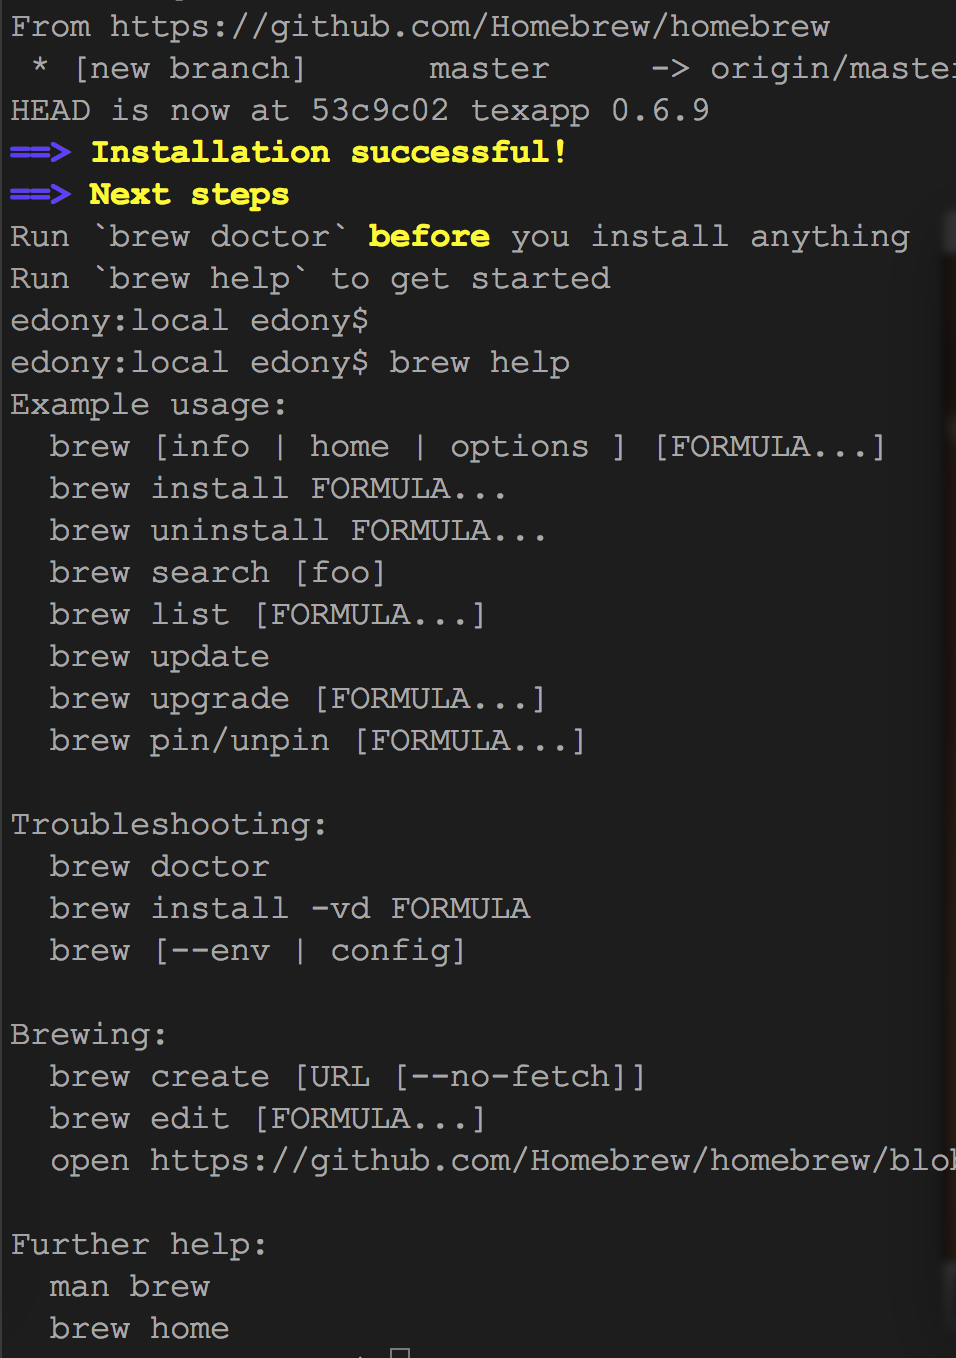 From https://github.com/Homebrew/homebrew
 * [new branch]      master     -> origin/master
HEAD is now at 53c9c02 texapp 0.6.9
==> Installation successful!
==> Next steps
Run `brew doctor` before you install anything
Run `brew help` to get started
edony:local edony$
edony:local edony$ brew help
Example usage:
  brew [info | home | options ] [FORMULA...]
  brew install FORMULA...
  brew uninstall FORMULA...
  brew search [foo]
  brew list [FORMULA...]
  brew update
  brew upgrade [FORMULA...]
  brew pin/unpin [FORMULA...]

Troubleshooting:
  brew doctor
  brew install -vd FORMULA
  brew [--env | config]

Brewing:
  brew create [URL [--no-fetch]]
  brew edit [FORMULA...]
  open https://github.com/Homebrew/homebrew/blob

Further help:
  man brew
  brew home